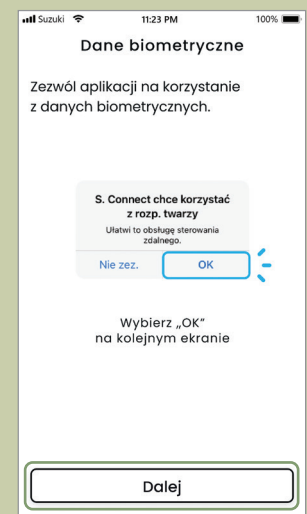 Suzuki 11:23 PM 100%
Dane biometryczne
Zezwól aplikacji na korzystanie
z danych biometrycznych.
S. Connect chce korzystać
z rozp. twarzy
Ułatwi to obsługę sterowania
zdalnego.
Nie zez. OK
Wybierz „OK”
na kolejnym ekranie
Dalej